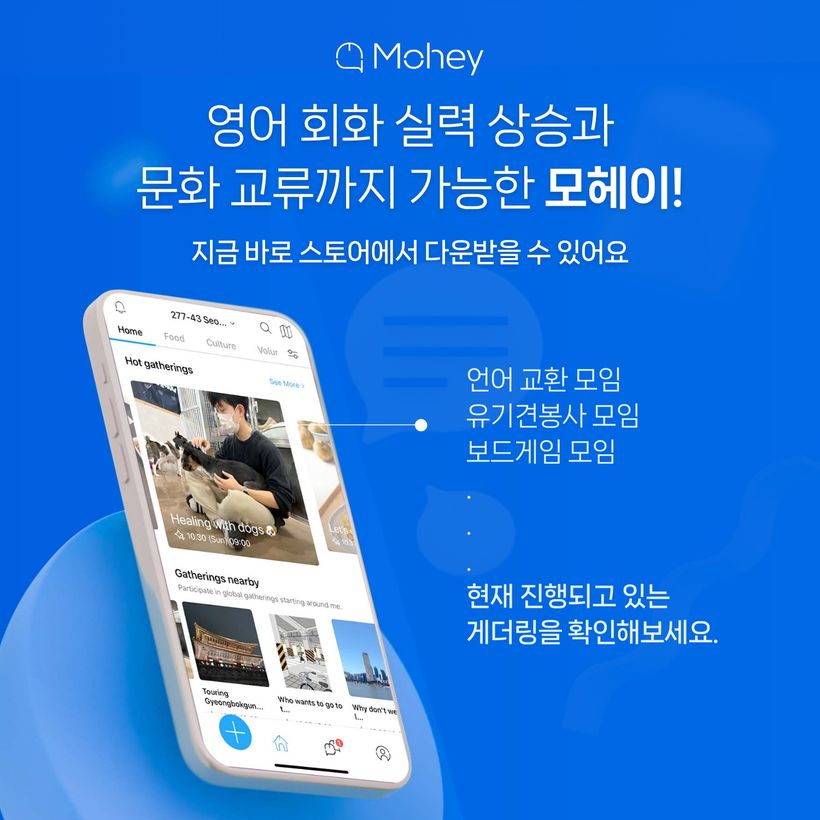 Mohey
영어 회화 실력 상승과
문화 교류까지 가능한 모헤이!
지금 바로 스토어에서 다운받을 수 있어요
277-43 Seo...
Home Food Culture Volur
Hot gatherings
See More >
Healing with dogs
10.30 (Sun) 09:00
Let's
언어 교환 모임
유기견봉사 모임
보드게임 모임
.
.
.
현재 진행되고 있는
게더링을 확인해보세요.
Gatherings nearby
Participate in global gatherings starting around me.
Touring
Gyeongbokgun...
Who wants to go to
t...
Why don't we
l...
1